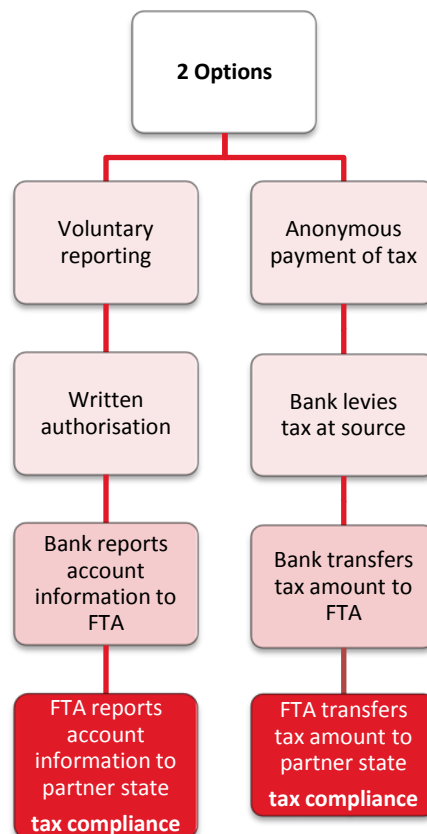 2 Options
Voluntary
reporting
Anonymous
payment of tax
Written
authorisation
Bank levies
tax at source
Bank reports
account
information to
FTA
Bank transfers
tax amount to
FTA
FTA reports
account
information to
partner state
tax compliance
FTA transfers
tax amount to
partner state
tax compliance